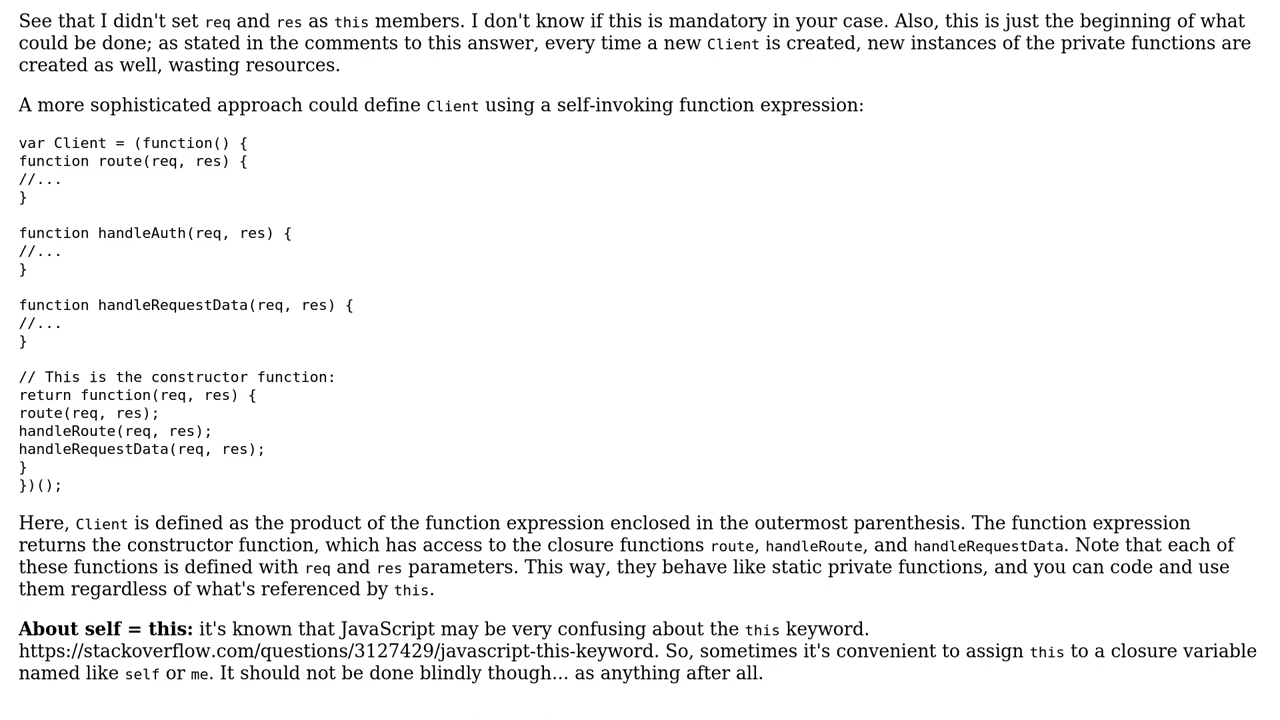 See that I didn't set req and res as this members. I don't know if this is mandatory in your case. Also, this is just the beginning of what
could be done; as stated in the comments to this answer, every time a new Client is created, new instances of the private functions are
created as well, wasting resources.
A more sophisticated approach could define Client using a self-invoking function expression:
var Client = (function() {
function route(req, res) {
//...
}
function handleAuth(req, res) {
//...
}
function handleRequestData(req, res) {
//...
}
// This is the constructor function:
return function(req, res) {
route(req, res);
handleRoute(req, res);
handleRequestData(req, res);
}
})();
Here, Client is defined as the product of the function expression enclosed in the outermost parenthesis. The function expression
returns the constructor function, which has access to the closure functions route, handleRoute, and handleRequestData. Note that each of
these functions is defined with req and res parameters. This way, they behave like static private functions, and you can code and use
them regardless of what's referenced by this.
About self = this: it's known that JavaScript may be very confusing about the this keyword.
https://stackoverflow.com/questions/3127429/javascript-this-keyword. So, sometimes it's convenient to assign this to a closure variable
named like self or me. It should not be done blindly though... as anything after all.